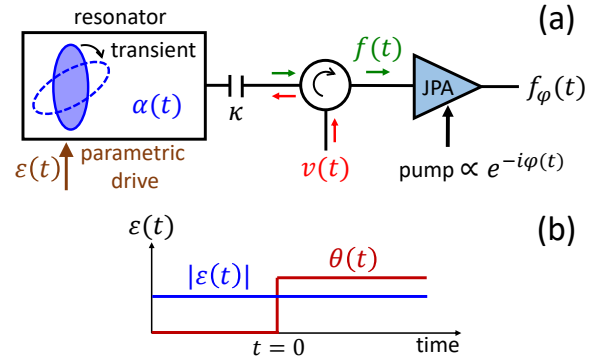 (a)
resonator
transient
α(t)
κ
f(t)
JPA
f_φ(t)
ε(t)
parametric
drive
v(t)
pump ∝ e^{-iφ(t)}
(b)
ε(t)
|ε(t)|
θ(t)
t = 0
time